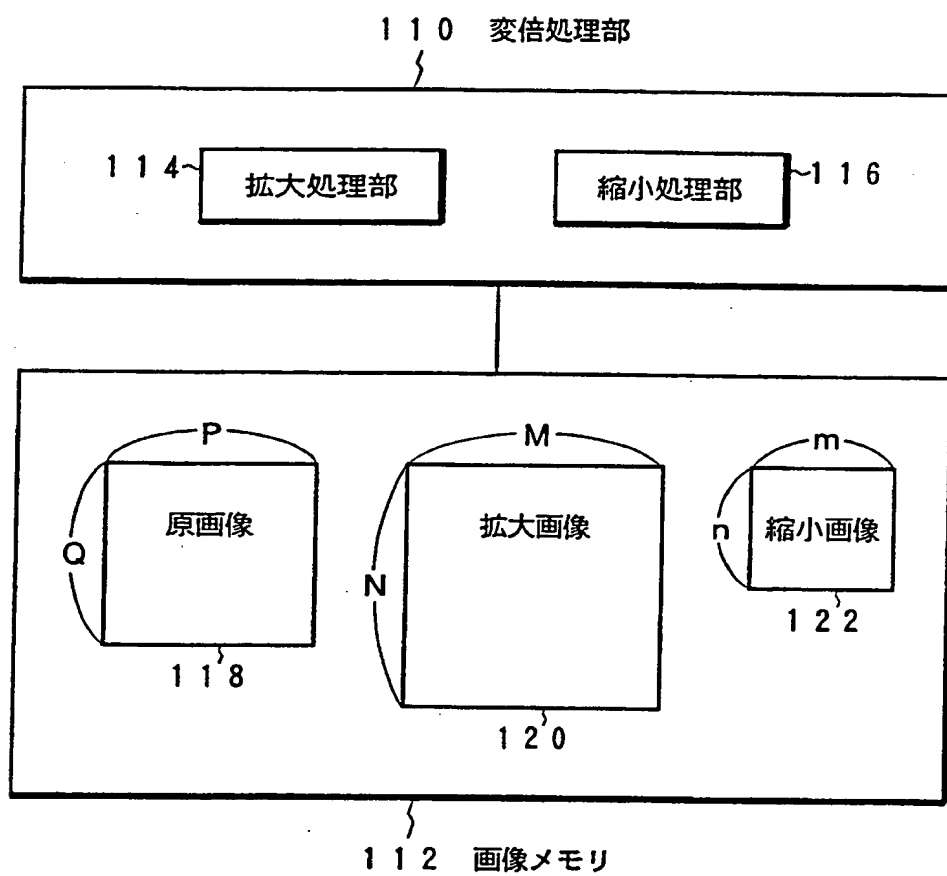 110 変倍処理部
114
拡大処理部
縮小処理部
116
P
M
m
Q
原画像
N
拡大画像
n
縮小画像
118
120
122
112 画像メモリ